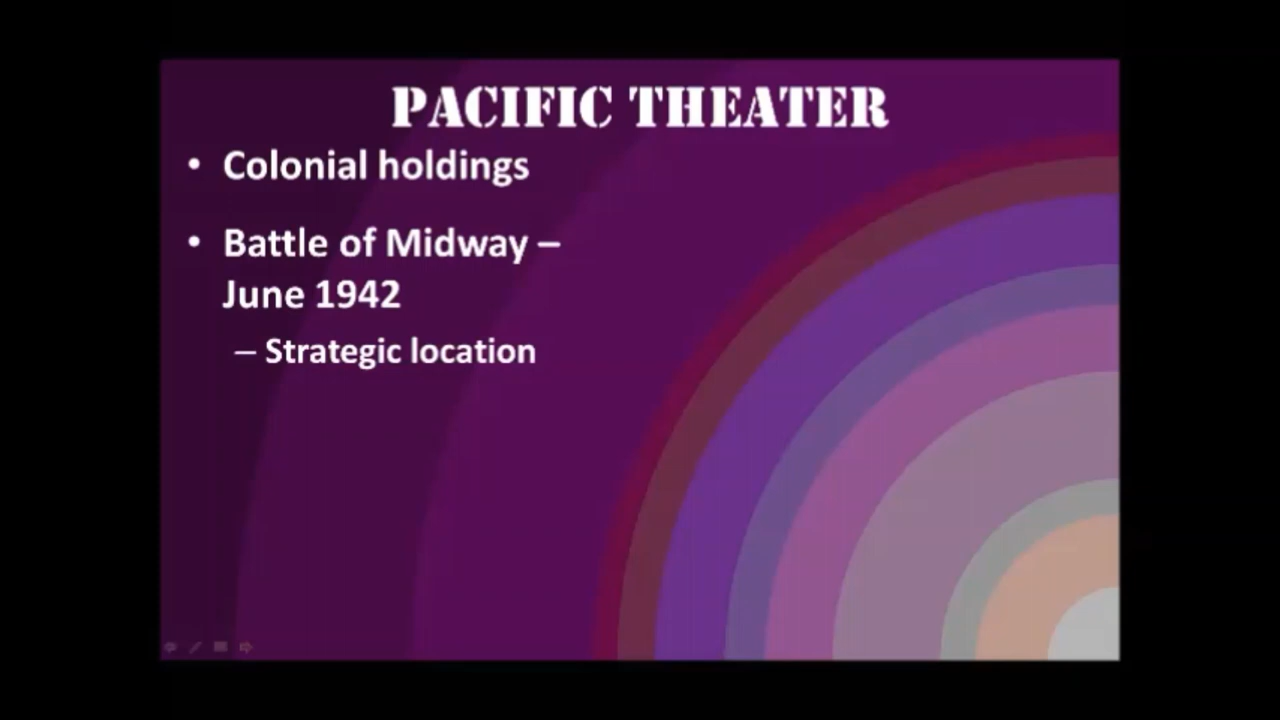 PACIFIC THEATER
• Colonial holdings
• Battle of Midway –
June 1942
– Strategic location